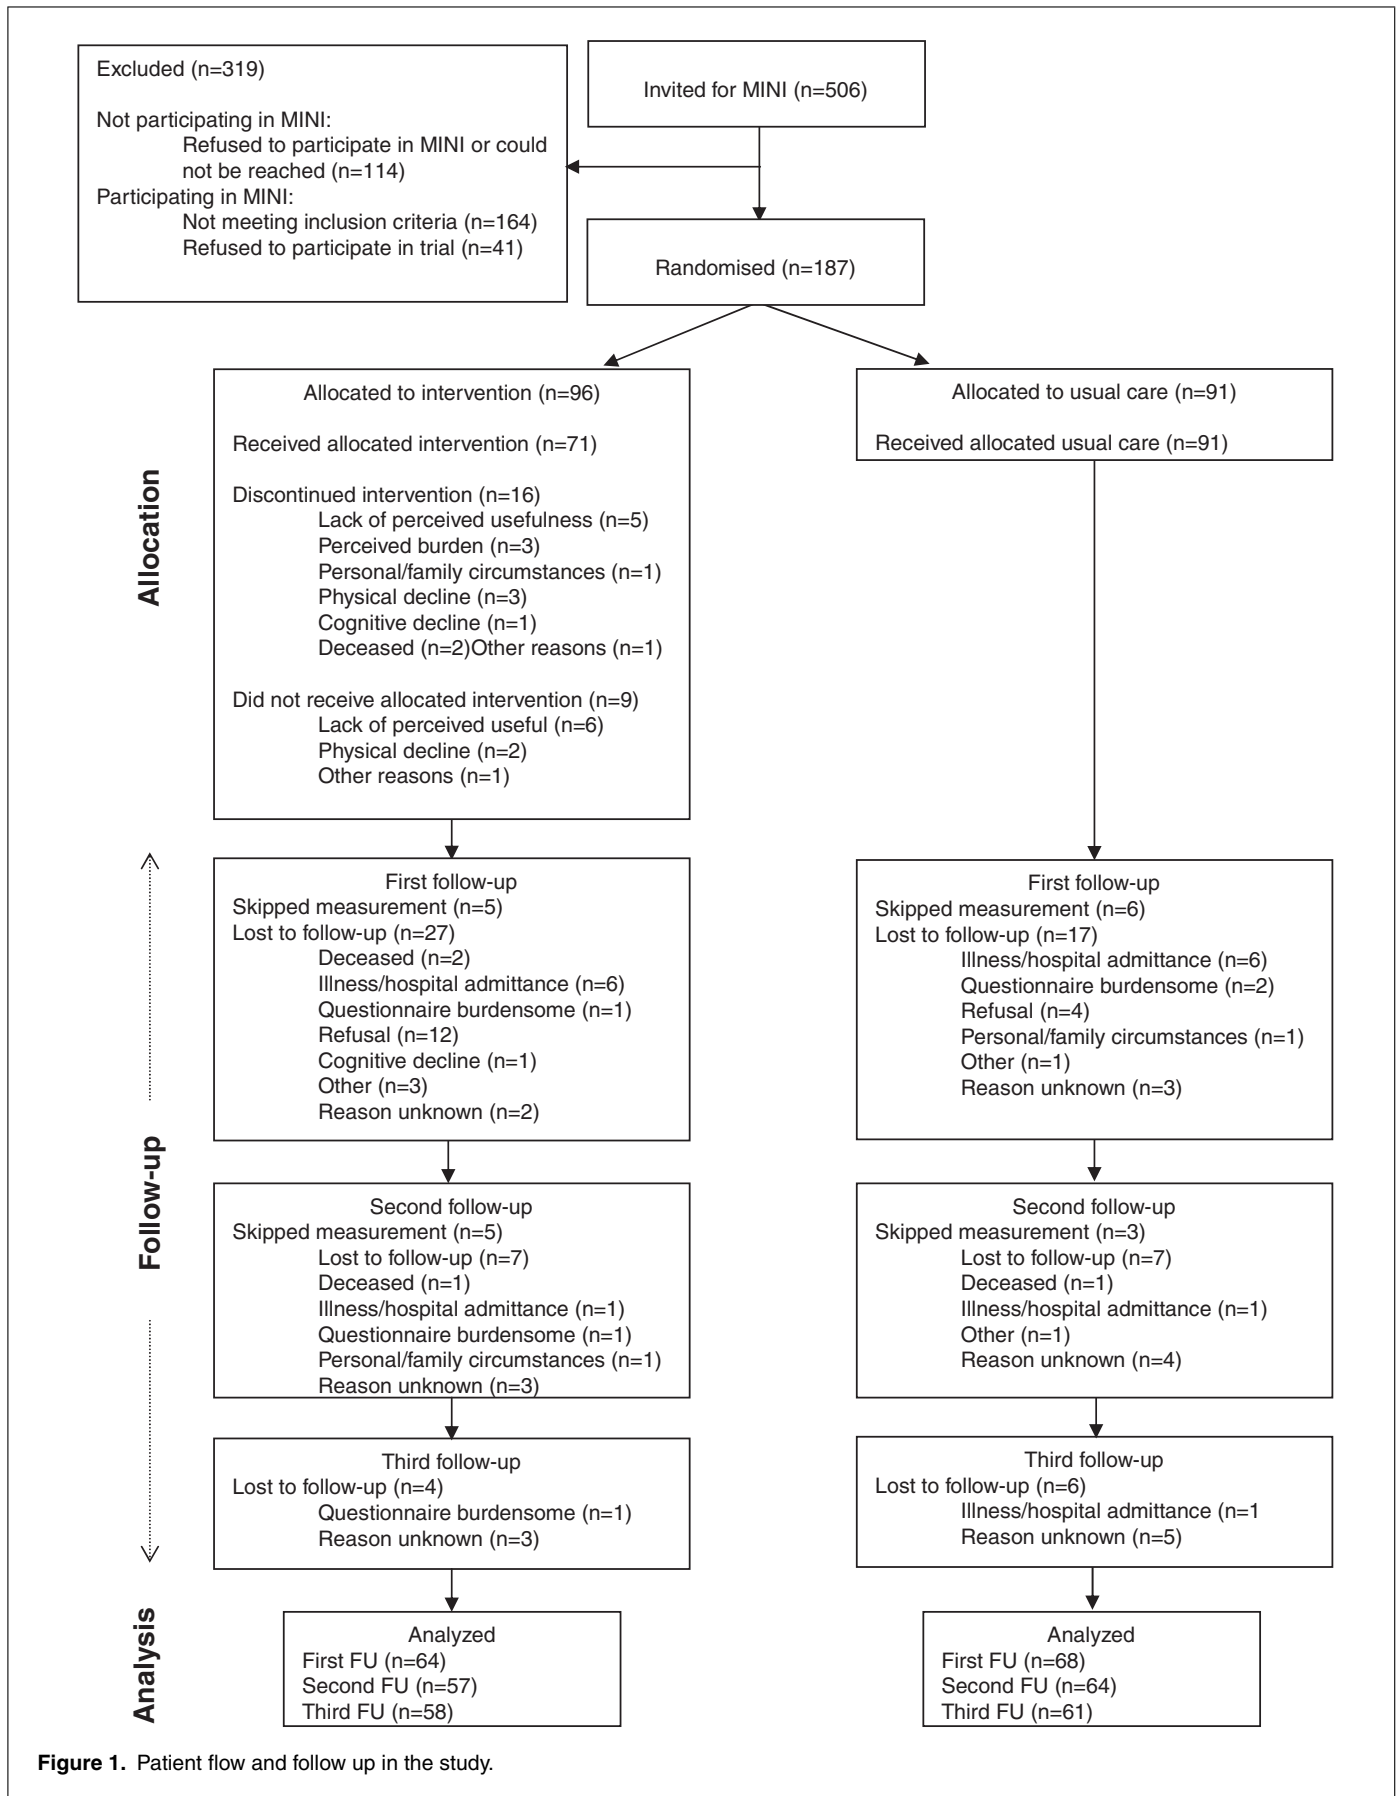 Excluded (n=319)
Not participating in MINI:
Refused to participate in MINI or could
not be reached (n=114)
Participating in MINI:
Not meeting inclusion criteria (n=164)
Refused to participate in trial (n=41)
Invited for MINI (n=506)
Randomised (n=187)
Allocation
Allocated to intervention (n=96)
Received allocated intervention (n=71)
Discontinued intervention (n=16)
Lack of perceived usefulness (n=5)
Perceived burden (n=3)
Personal/family circumstances (n=1)
Physical decline (n=3)
Cognitive decline (n=1)
Deceased (n=2)Other reasons (n=1)
Did not receive allocated intervention (n=9)
Lack of perceived useful (n=6)
Physical decline (n=2)
Other reasons (n=1)
Allocated to usual care (n=91)
Received allocated usual care (n=91)
Follow-up
First follow-up
Skipped measurement (n=5)
Lost to follow-up (n=27)
Deceased (n=2)
Illness/hospital admittance (n=6)
Questionnaire burdensome (n=1)
Refusal (n=12)
Cognitive decline (n=1)
Other (n=3)
Reason unknown (n=2)
First follow-up
Skipped measurement (n=6)
Lost to follow-up (n=17)
Illness/hospital admittance (n=6)
Questionnaire burdensome (n=2)
Refusal (n=4)
Personal/family circumstances (n=1)
Other (n=1)
Reason unknown (n=3)
Second follow-up
Skipped measurement (n=5)
Lost to follow-up (n=7)
Deceased (n=1)
Illness/hospital admittance (n=1)
Questionnaire burdensome (n=1)
Personal/family circumstances (n=1)
Reason unknown (n=3)
Second follow-up
Skipped measurement (n=3)
Lost to follow-up (n=7)
Deceased (n=1)
Illness/hospital admittance (n=1)
Other (n=1)
Reason unknown (n=4)
Third follow-up
Lost to follow-up (n=4)
Questionnaire burdensome (n=1)
Reason unknown (n=3)
Third follow-up
Lost to follow-up (n=6)
Illness/hospital admittance (n=1
Reason unknown (n=5)
Analysis
Analyzed
First FU (n=64)
Second FU (n=57)
Third FU (n=58)
Analyzed
First FU (n=68)
Second FU (n=64)
Third FU (n=61)
Figure 1. Patient flow and follow up in the study.